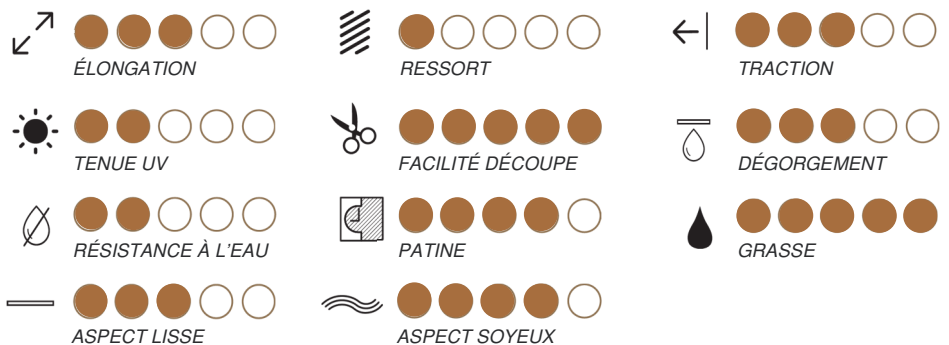 ÉLONGATION
RESSORT
TRACTION
TENUE UV
FACILITÉ DÉCOUPE
DÉGORGEMENT
RÉSISTANCE À L'EAU
PATINE
GRASSE
ASPECT LISSE
ASPECT SOYEUX